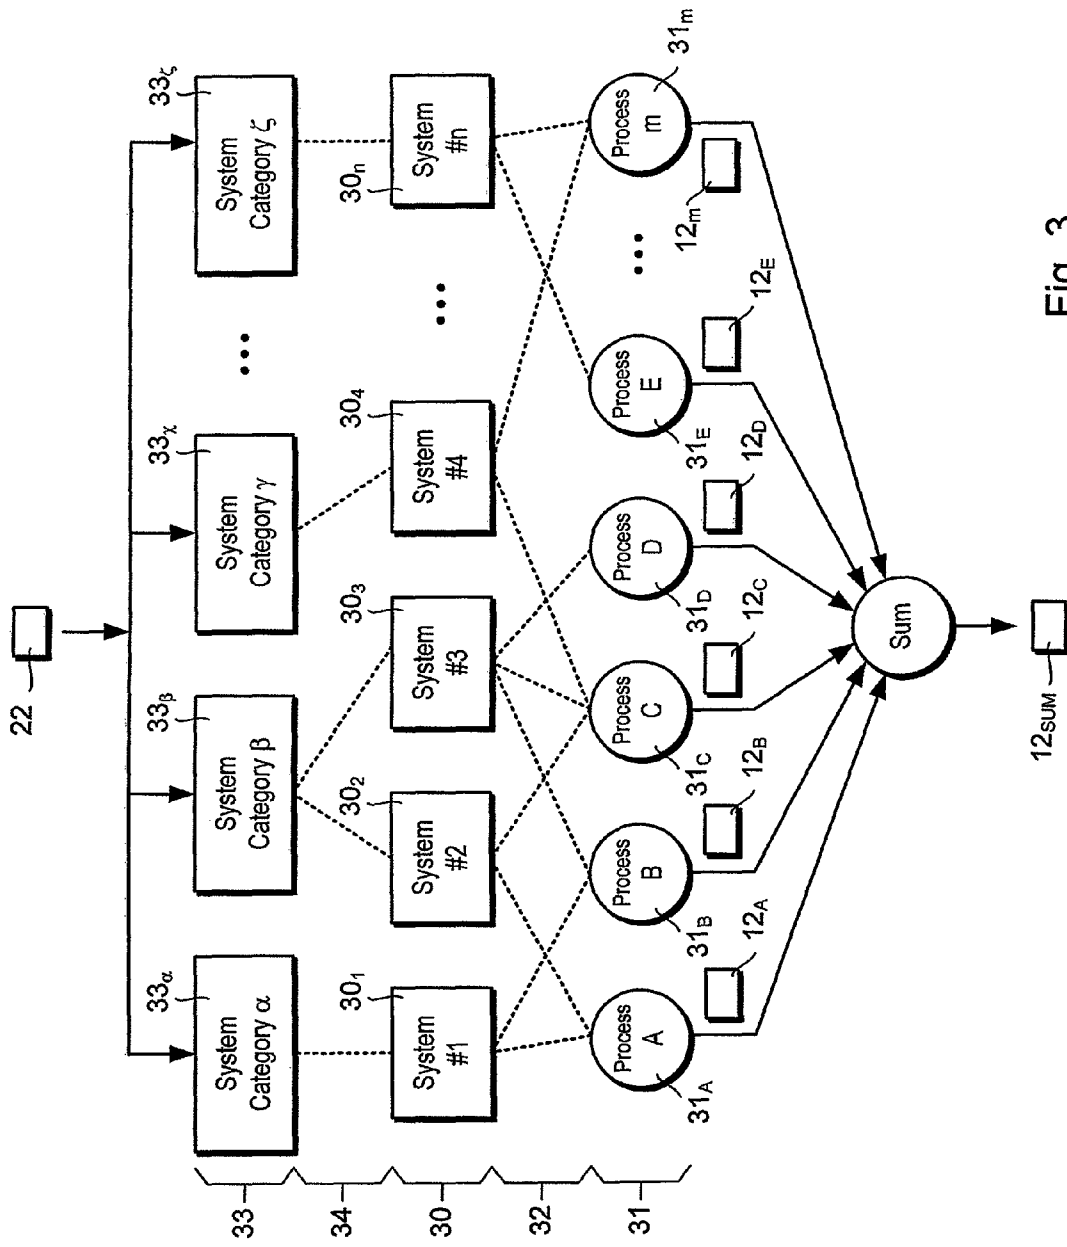 22
33α
33β
33χ
33ζ
System
Category α
System
Category β
System
Category γ
System
Category ζ
33
34
30₁
30₂
30₃
30₄
30ₙ
System
#1
System
#2
System
#3
System
#4
System
#n
30
32
31
Process
A
Process
B
Process
C
Process
D
Process
E
Process
m
31A
31B
31C
31D
31E
31m
12A
12B
12C
12D
12E
12m
Sum
12SUM
Fig. 3